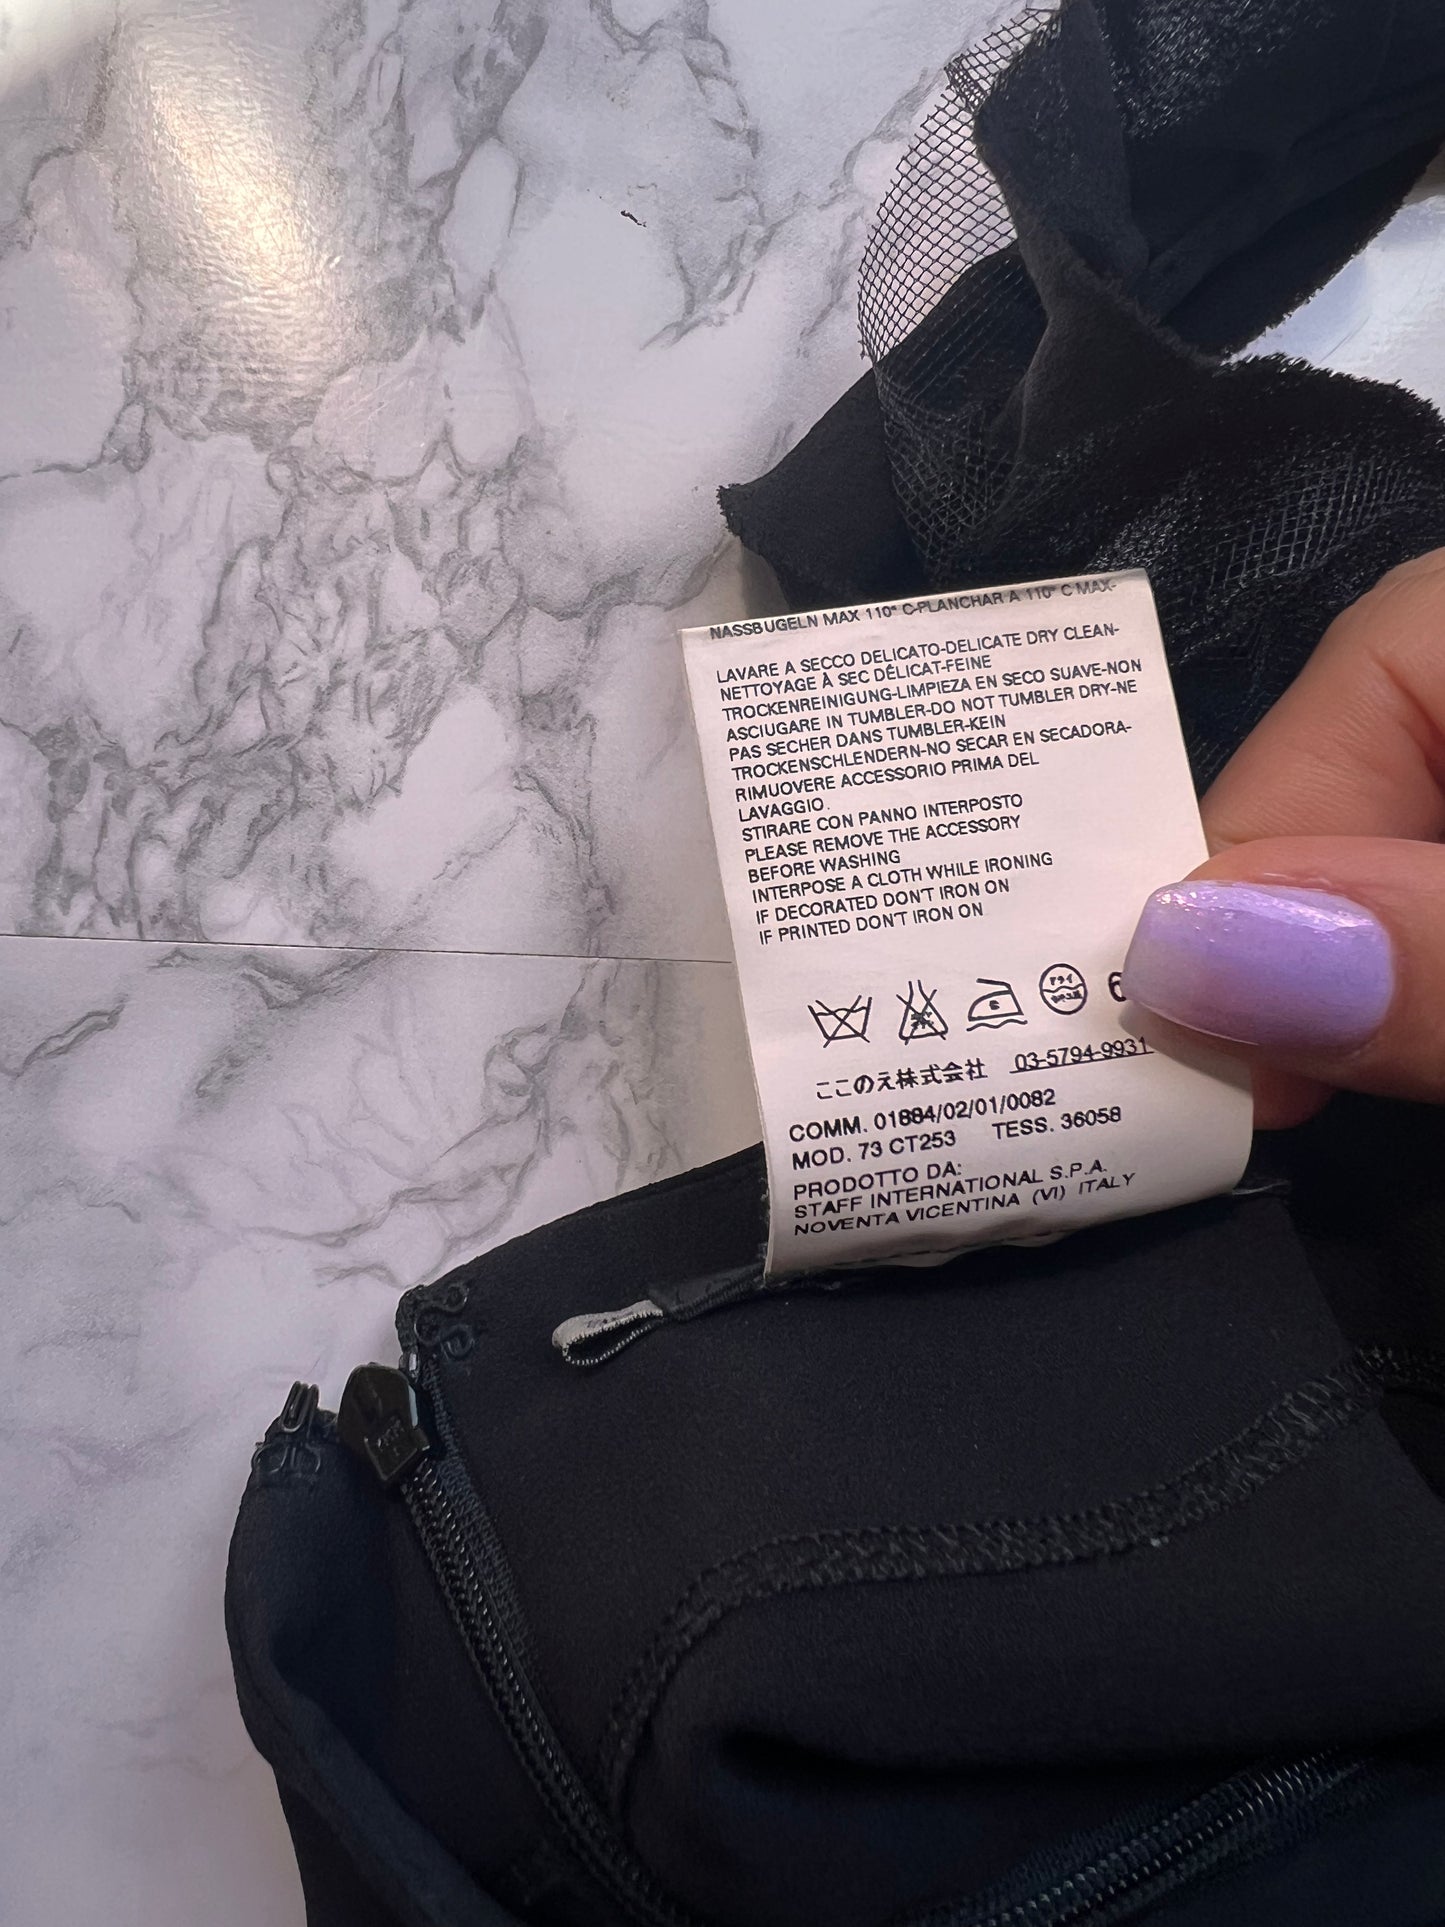 NASSBUGELN MAX 110° C-PLANCHAR A 110° C MAX-
LAVARE A SECCO DELICATO-DELICATE DRY CLEAN-
NETTOYAGE À SEC DÉLICAT-FEINE
TROCKENREINIGUNG-LIMPIEZA EN SECO SUAVE-NON
ASCIUGARE IN TUMBLER-DO NOT TUMBLER DRY-NE
PAS SECHER DANS TUMBLER-KEIN
TROCKENSCHLENDERN-NO SECAR EN SECADORA-
RIMUOVERE ACCESSORIO PRIMA DEL
LAVAGGIO.
STIRARE CON PANNO INTERPOSTO
PLEASE REMOVE THE ACCESSORY
BEFORE WASHING
INTERPOSE A CLOTH WHILE IRONING
IF DECORATED DON'T IRON ON
IF PRINTED DON'T IRON ON
ドライ
ここのえ株式会社 03-5794-9931
COMM. 01884/02/01/0082
MOD. 73 CT253 TESS. 36058
PRODOTTO DA:
STAFF INTERNATIONAL S.P.A.
NOVENTA VICENTINA (VI) ITALY